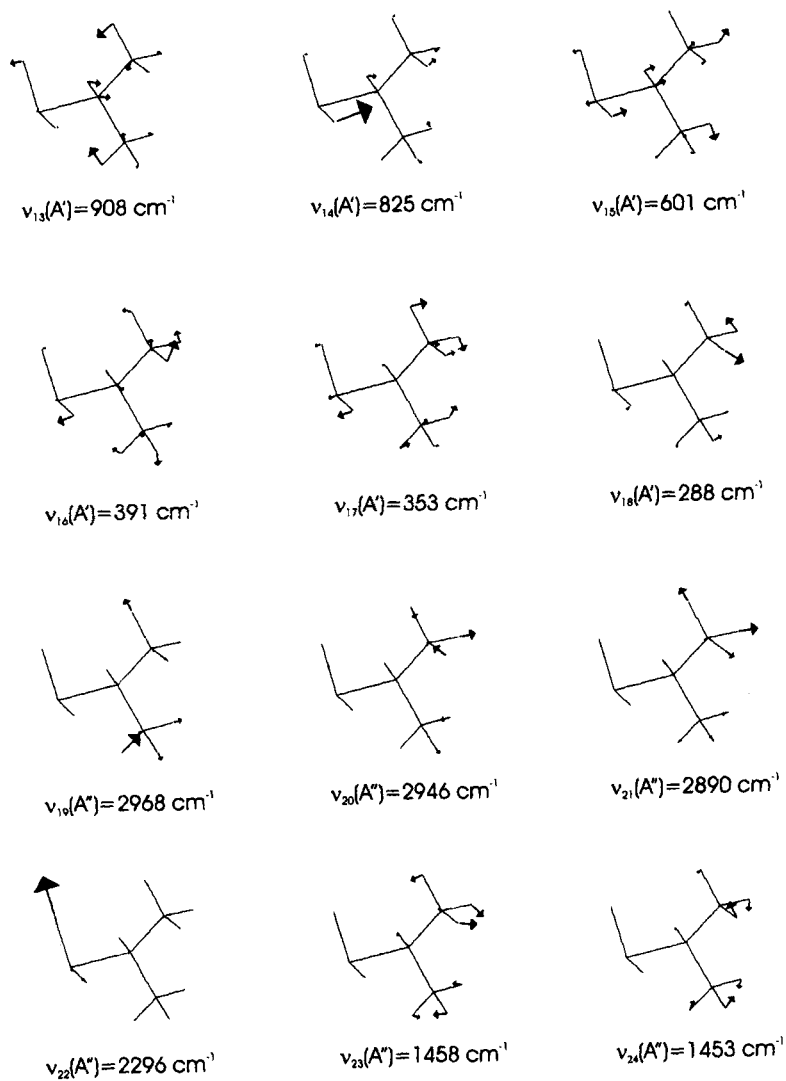 ν₁₃(A')=908 cm⁻¹
ν₁₄(A')=825 cm⁻¹
ν₁₅(A')=601 cm⁻¹
ν₁₆(A')=391 cm⁻¹
ν₁₇(A')=353 cm⁻¹
ν₁₈(A')=288 cm⁻¹
ν₁₉(A")=2968 cm⁻¹
ν₂₀(A")=2946 cm⁻¹
ν₂₁(A")=2890 cm⁻¹
ν₂₂(A")=2296 cm⁻¹
ν₂₃(A")=1458 cm⁻¹
ν₂₄(A")=1453 cm⁻¹